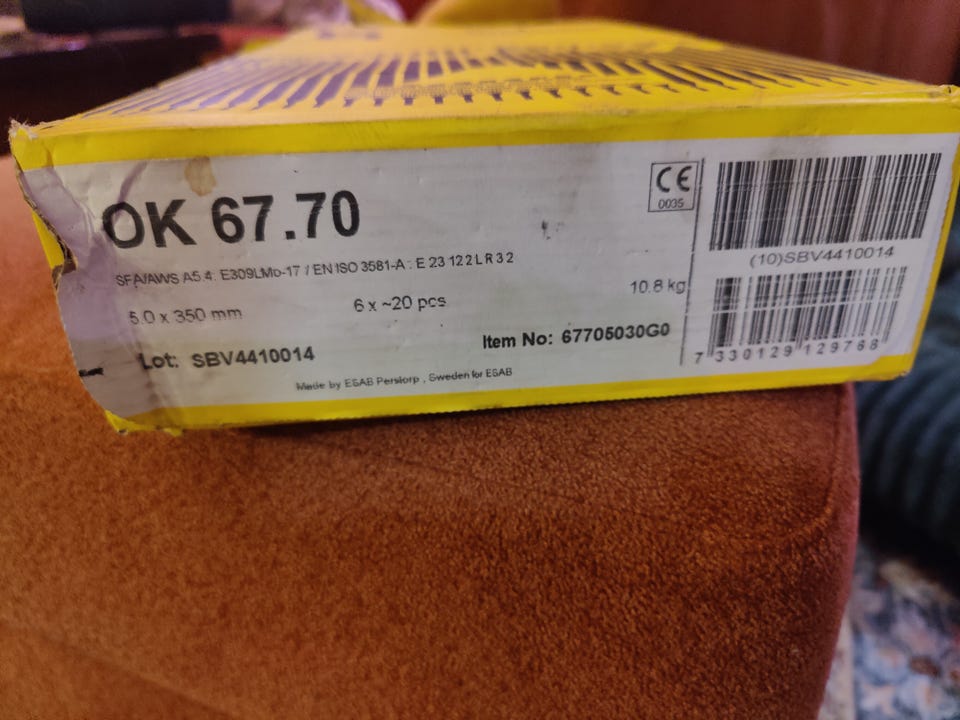 OK 67.70
CE
0035
SFA/AWS A5.4: E309LMo-17 / EN ISO 3581-A: E 23 12 2 L R 3 2
5.0 x 350 mm
6 x ~20 pcs
10.8 kg
Lot: SBV4410014
Item No: 67705030G0
Made by ESAB Perstorp, Sweden for ESAB
(10)SBV4410014
7 330129 129768